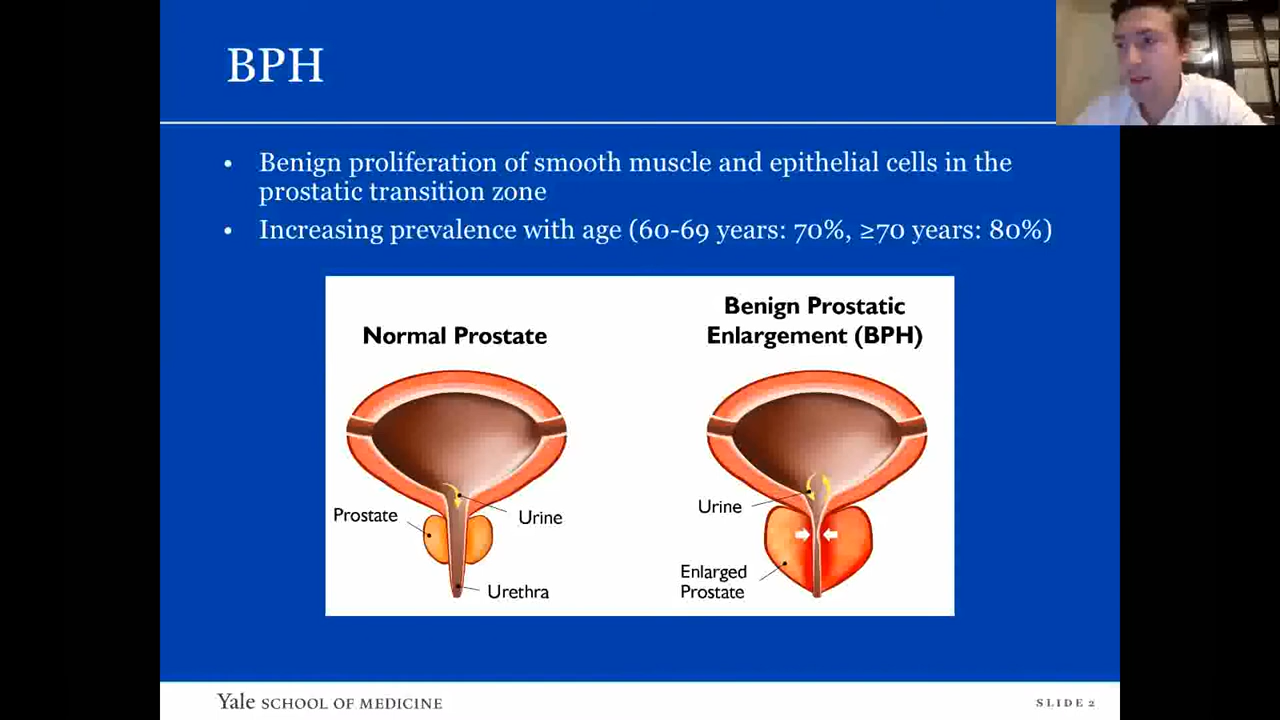 BPH
• Benign proliferation of smooth muscle and epithelial cells in the
prostatic transition zone
• Increasing prevalence with age (60-69 years: 70%, ≥70 years: 80%)
Normal Prostate
Benign Prostatic
Enlargement (BPH)
Prostate
Urine
Urethra
Urine
Enlarged
Prostate
Yale SCHOOL OF MEDICINE
SLIDE 2